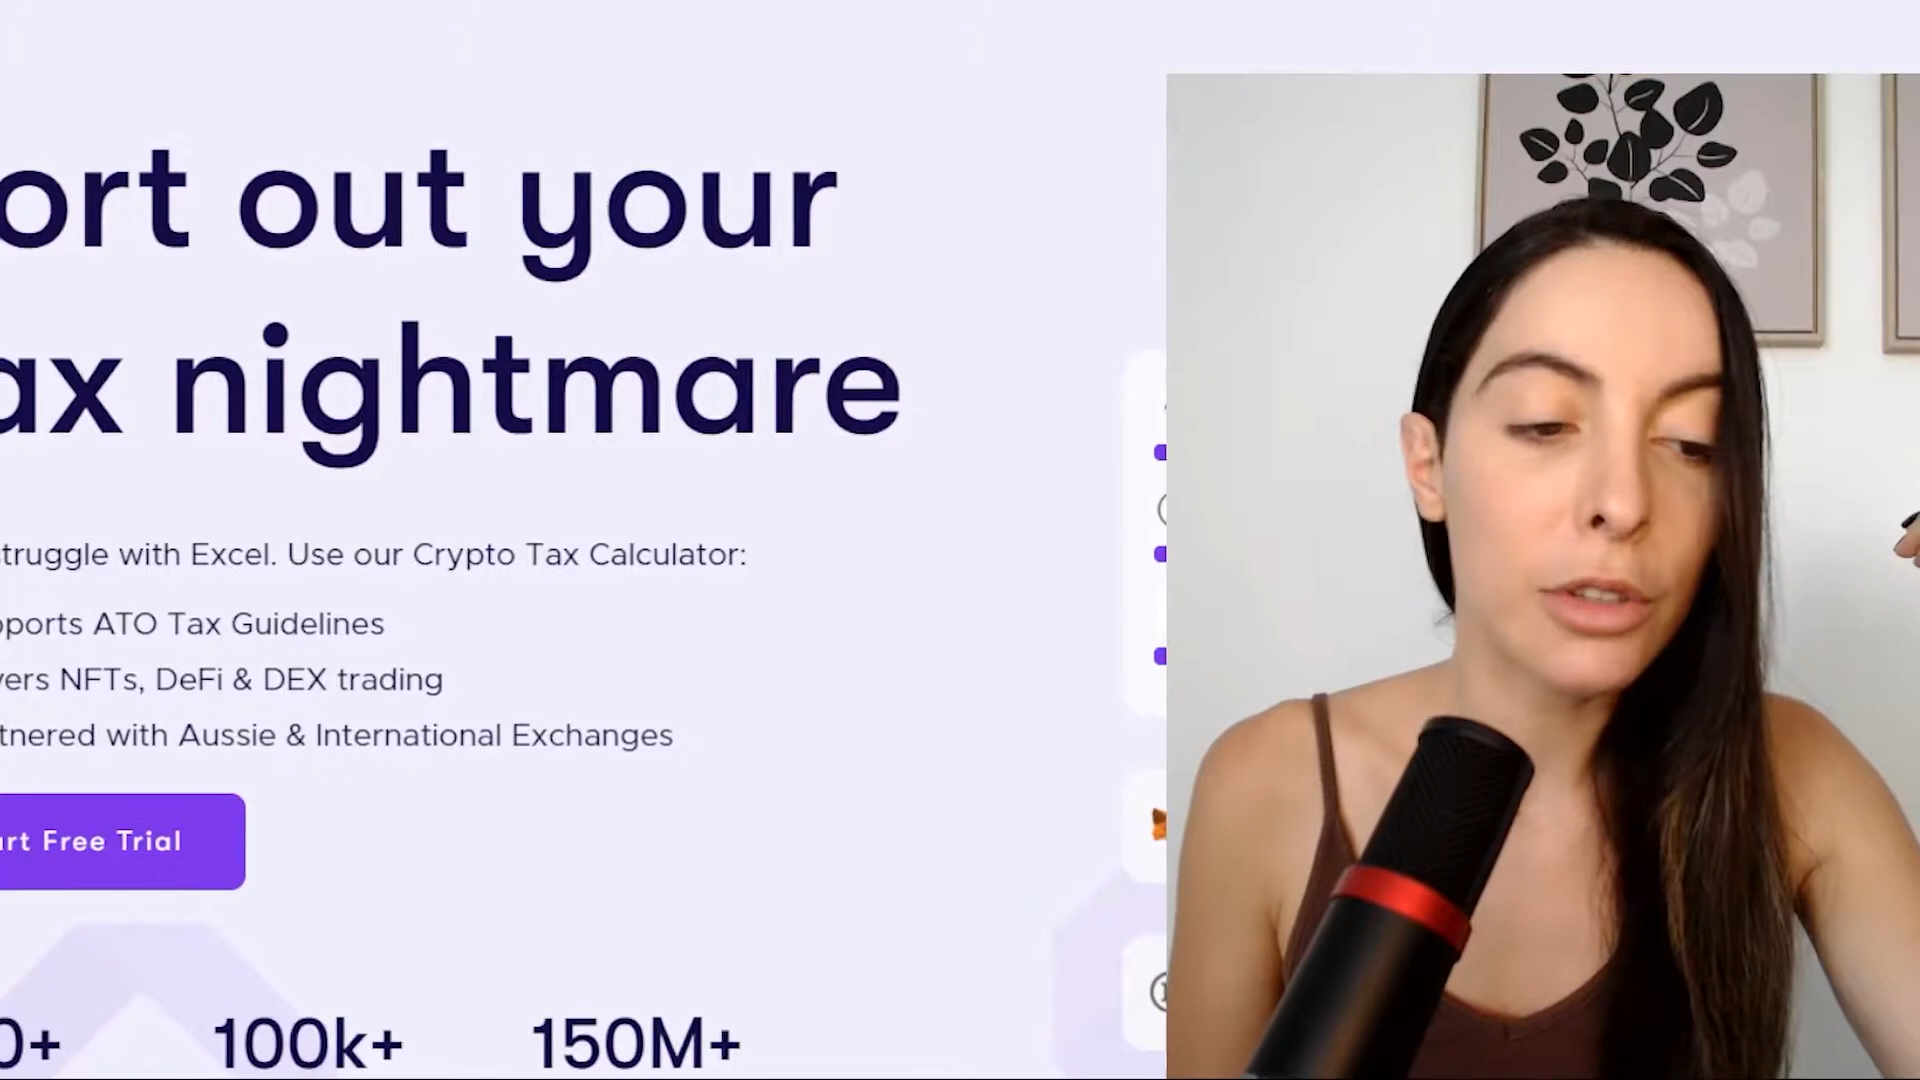 ort out your
ax nightmare
truggle with Excel. Use our Crypto Tax Calculator:
pports ATO Tax Guidelines
vers NFTs, DeFi & DEX trading
tnered with Aussie & International Exchanges
art Free Trial
0+ 100k+ 150M+